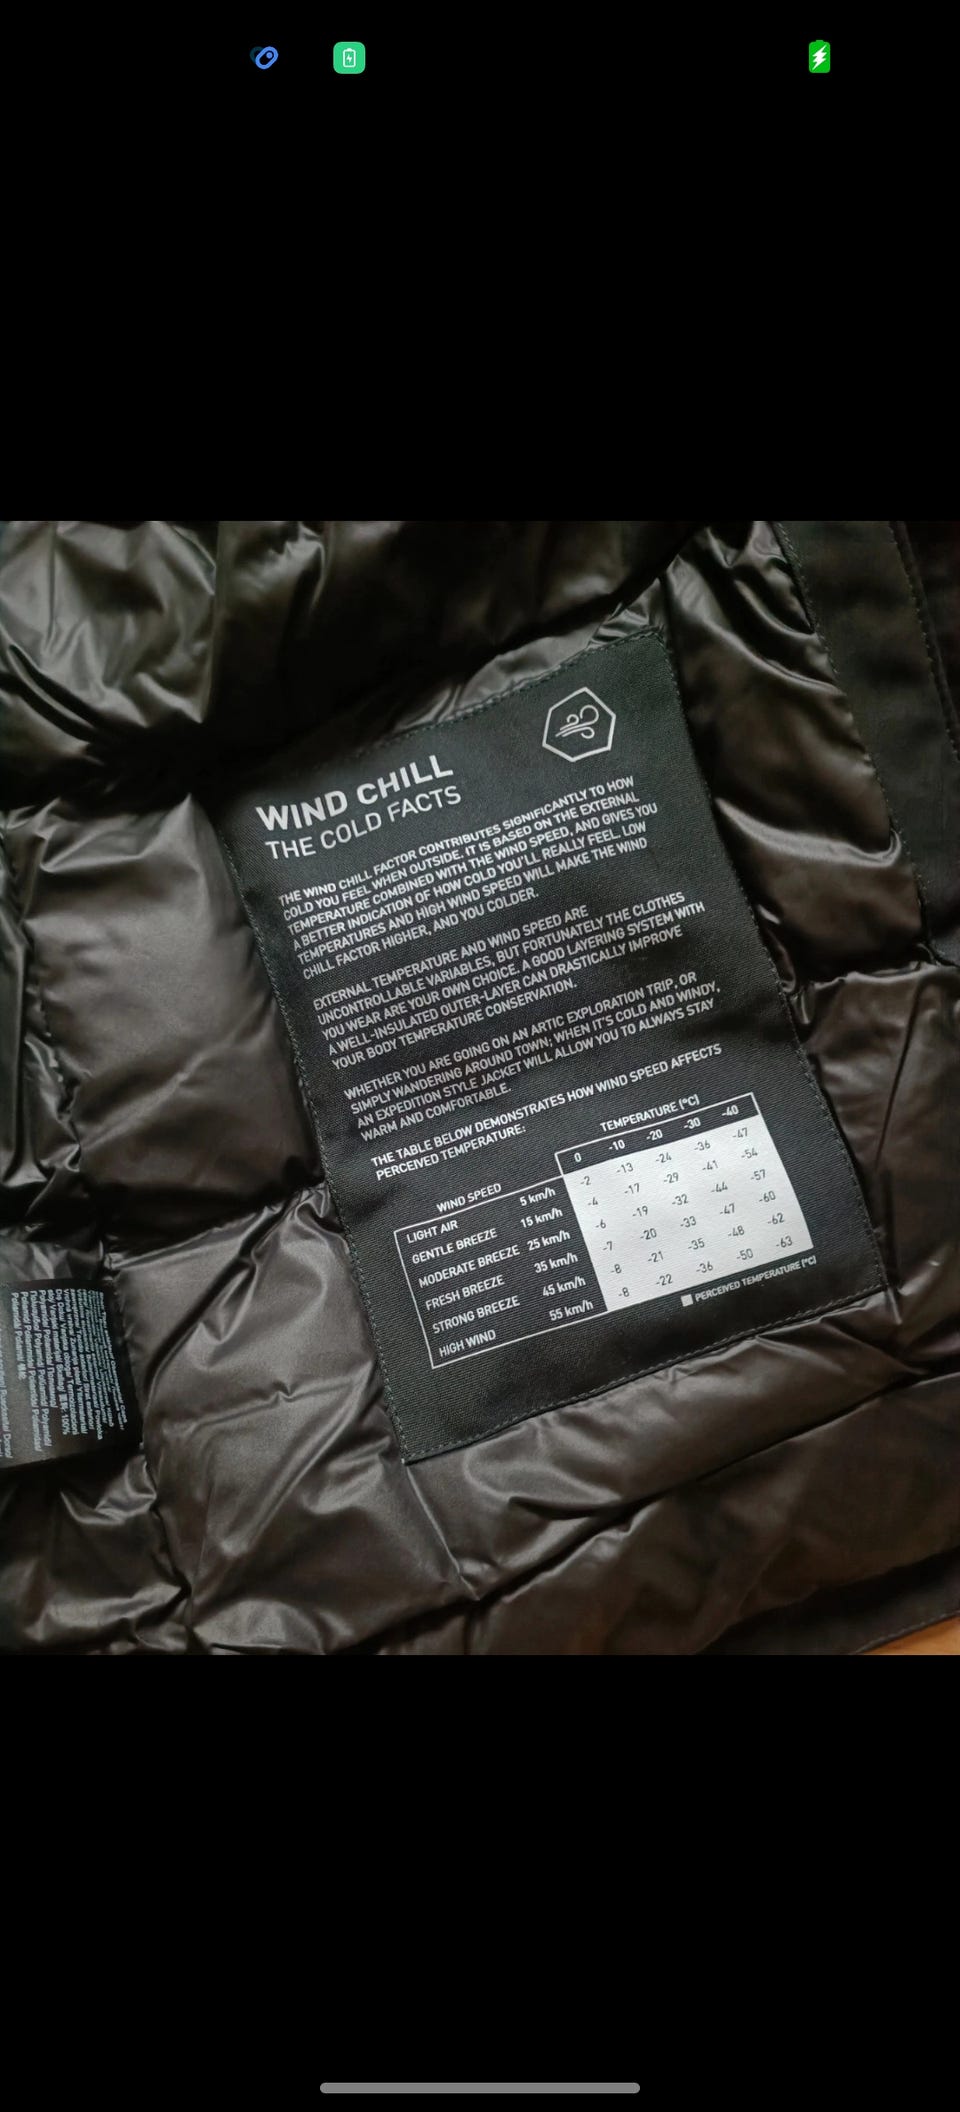 WIND CHILL
THE COLD FACTS
THE WIND CHILL FACTOR CONTRIBUTES SIGNIFICANTLY TO HOW
COLD YOU FEEL WHEN OUTSIDE. IT IS BASED ON THE EXTERNAL
TEMPERATURE COMBINED WITH THE WIND SPEED, AND GIVES YOU
A BETTER INDICATION OF HOW COLD YOU'LL REALLY FEEL. LOW
TEMPERATURES AND HIGH WIND SPEED WILL MAKE THE WIND
CHILL FACTOR HIGHER, AND YOU COLDER.
EXTERNAL TEMPERATURE AND WIND SPEED ARE
UNCONTROLLABLE VARIABLES, BUT FORTUNATELY THE CLOTHES
YOU WEAR ARE YOUR OWN CHOICE. A GOOD LAYERING SYSTEM WITH
A WELL-INSULATED OUTER-LAYER CAN DRASTICALLY IMPROVE
YOUR BODY TEMPERATURE CONSERVATION.
WHETHER YOU ARE GOING ON AN ARTIC EXPLORATION TRIP, OR
SIMPLY WANDERING AROUND TOWN; WHEN IT'S COLD AND WINDY,
AN EXPEDITION STYLE JACKET WILL ALLOW YOU TO ALWAYS STAY
WARM AND COMFORTABLE.
THE TABLE BELOW DEMONSTRATES HOW WIND SPEED AFFECTS
PERCEIVED TEMPERATURE:
TEMPERATURE (°C)
WIND SPEED 0 -10 -20 -30 -40
LIGHT AIR 5 km/h -2 -13 -24 -36 -47
GENTLE BREEZE 15 km/h -4 -17 -29 -41 -54
MODERATE BREEZE 25 km/h -6 -19 -32 -44 -57
FRESH BREEZE 35 km/h -7 -20 -33 -47 -60
STRONG BREEZE 45 km/h -8 -21 -35 -48 -62
HIGH WIND 55 km/h -8 -22 -36 -50 -63
PERCEIVED TEMPERATURE (°C)